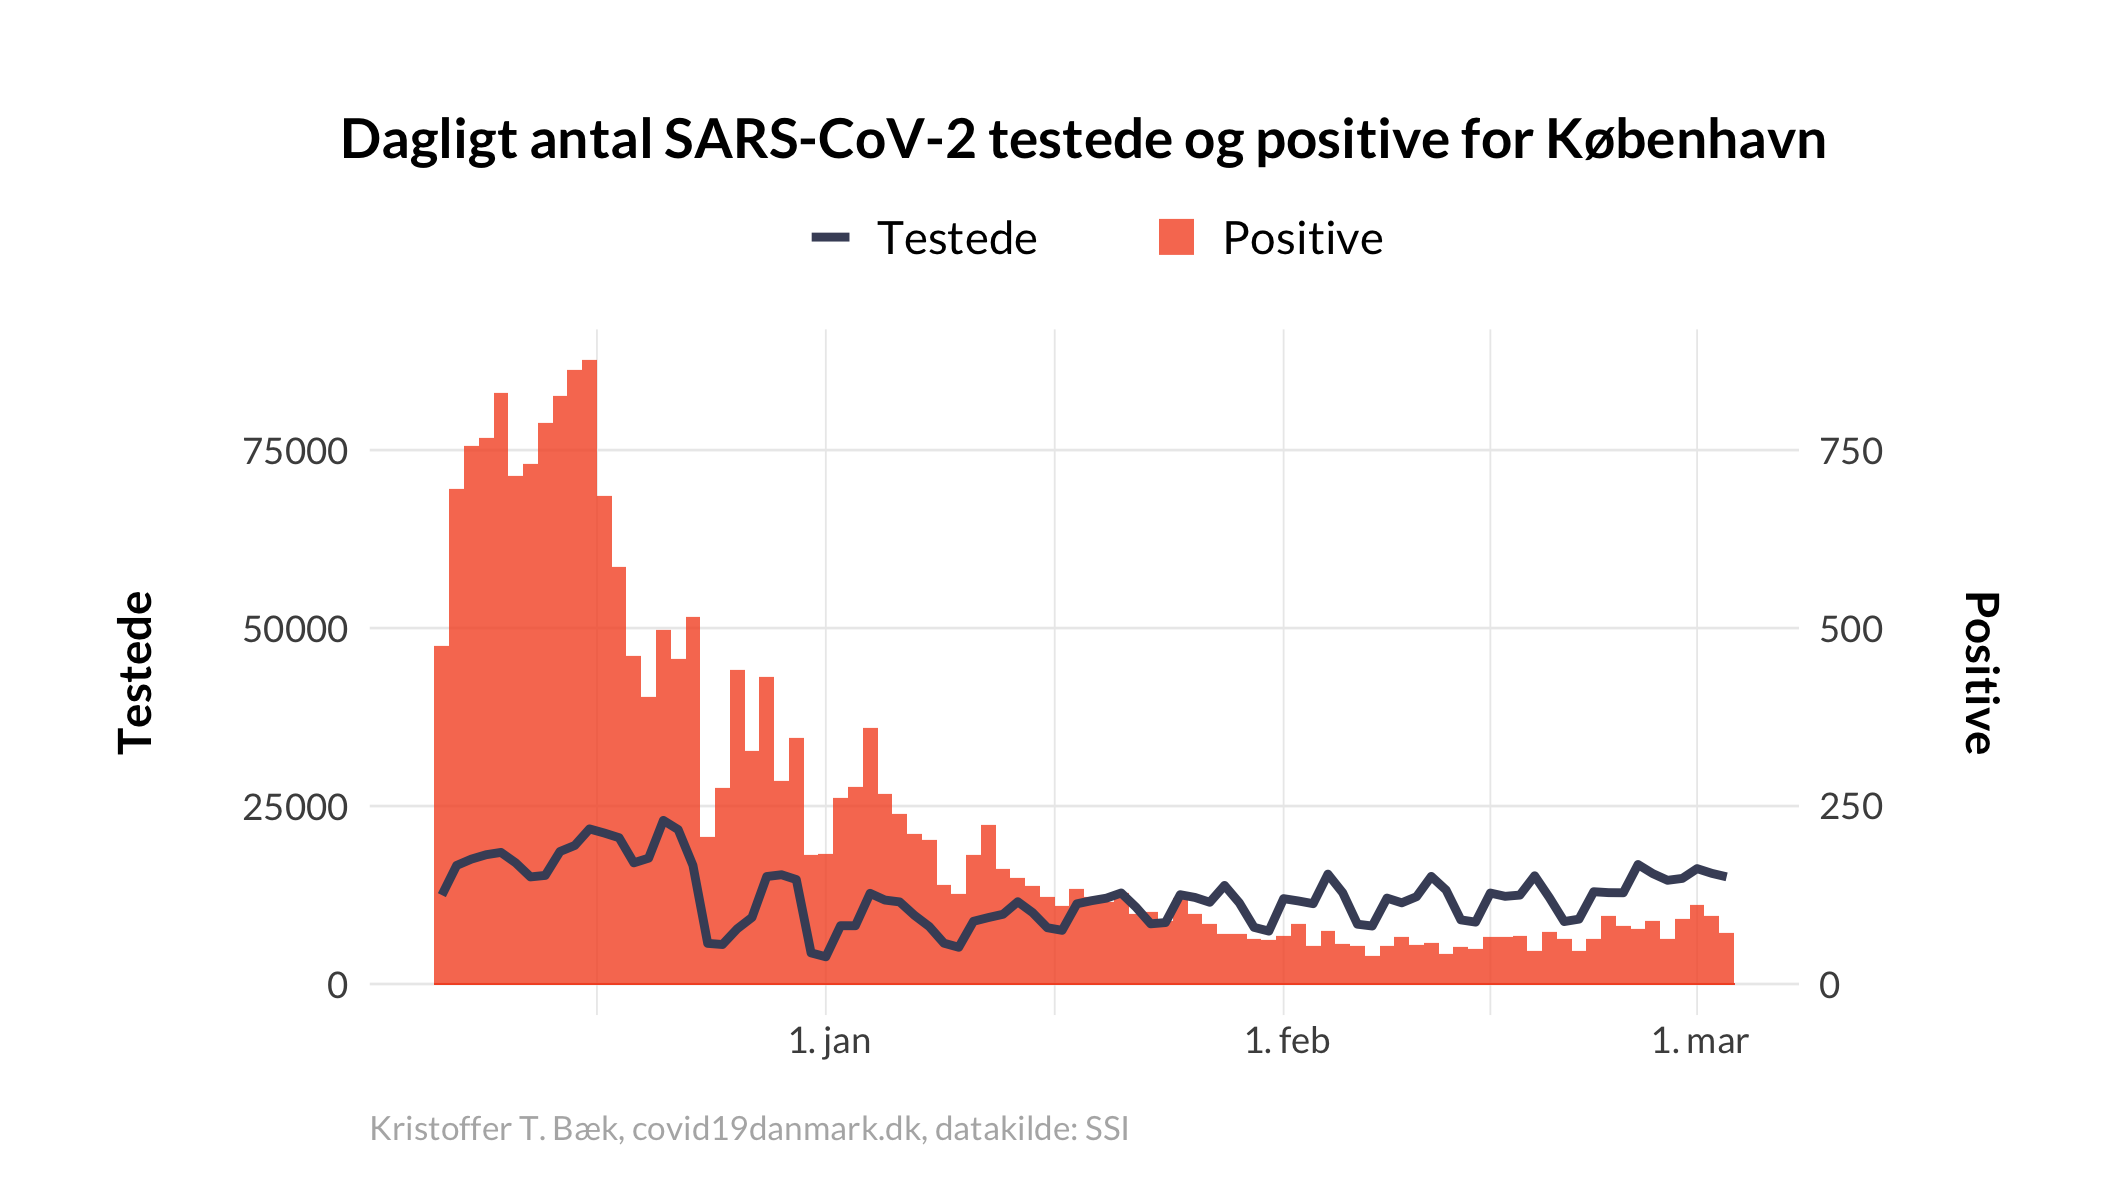 Dagligt antal SARS-CoV-2 testede og positive for København
Testede
Positive
75000
50000
25000
0
750
500
250
0
Testede
Positive
1. jan
1. feb
1. mar
Kristoffer T. Bæk, covid19danmark.dk, datakilde: SSI